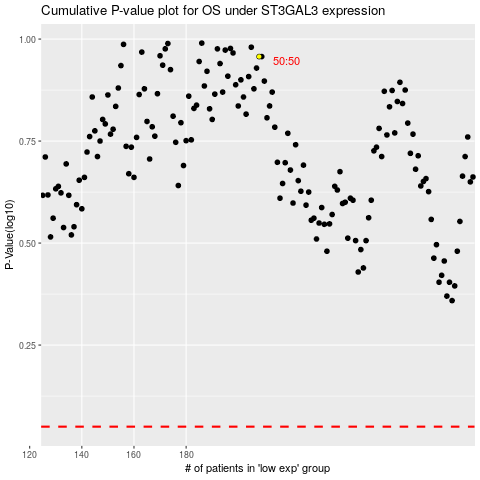 Cumulative P-value plot for OS under ST3GAL3 expression
1.00
50:50
0.75
P-Value(log10)
0.50
0.25
120 140 160 180
# of patients in 'low exp' group